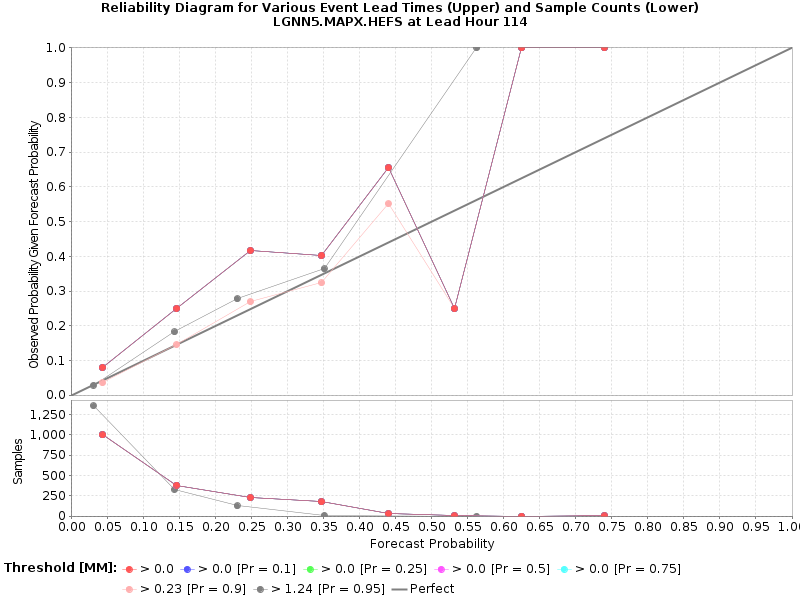 Reliability Diagram for Various Event Lead Times (Upper) and Sample Counts (Lower)
LGNN5.MAPX.HEFS at Lead Hour 114
Observed Probability Given Forecast Probability
1.0
0.9
0.8
0.7
0.6
0.5
0.4
0.3
0.2
0.1
0.0
Samples
1,250
1,000
750
500
250
0
0.00 0.05 0.10 0.15 0.20 0.25 0.30 0.35 0.40 0.45 0.50 0.55 0.60 0.65 0.70 0.75 0.80 0.85 0.90 0.95 1.0
Forecast Probability
Threshold [MM]: > 0.0 > 0.0 [Pr = 0.1] > 0.0 [Pr = 0.25] > 0.0 [Pr = 0.5] > 0.0 [Pr = 0.75]
> 0.23 [Pr = 0.9] > 1.24 [Pr = 0.95] Perfect